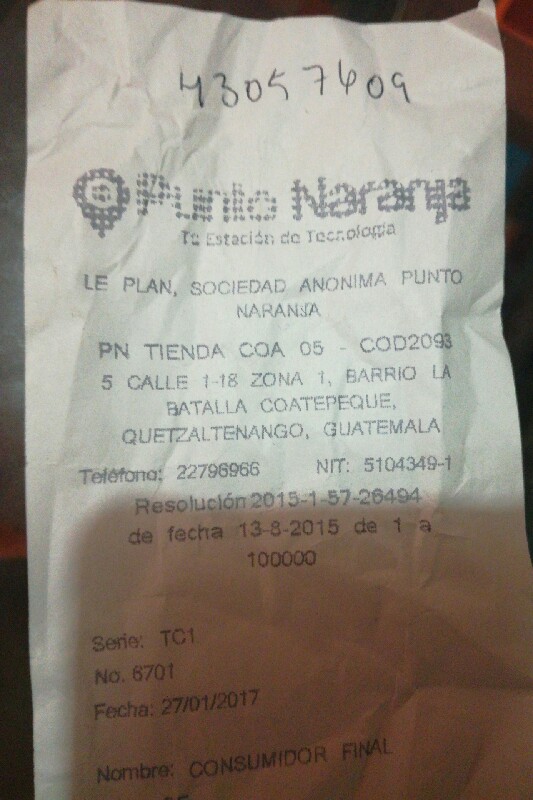 43057409
Punto Naranja
Tu Estación de Tecnología
LE PLAN, SOCIEDAD ANONIMA PUNTO
NARANJA
PN TIENDA COA 05 - COD2093
5 CALLE 1-18 ZONA 1, BARRIO LA
BATALLA COATEPEQUE,
QUETZALTENANGO, GUATEMALA
Teléfono: 22796966 NIT: 5104349-1
Resolución 2015-1-57-26494
de fecha 13-8-2015 de 1 a
100000
Serie: TC1
No. 6701
Fecha: 27/01/2017
Nombre: CONSUMIDOR FINAL